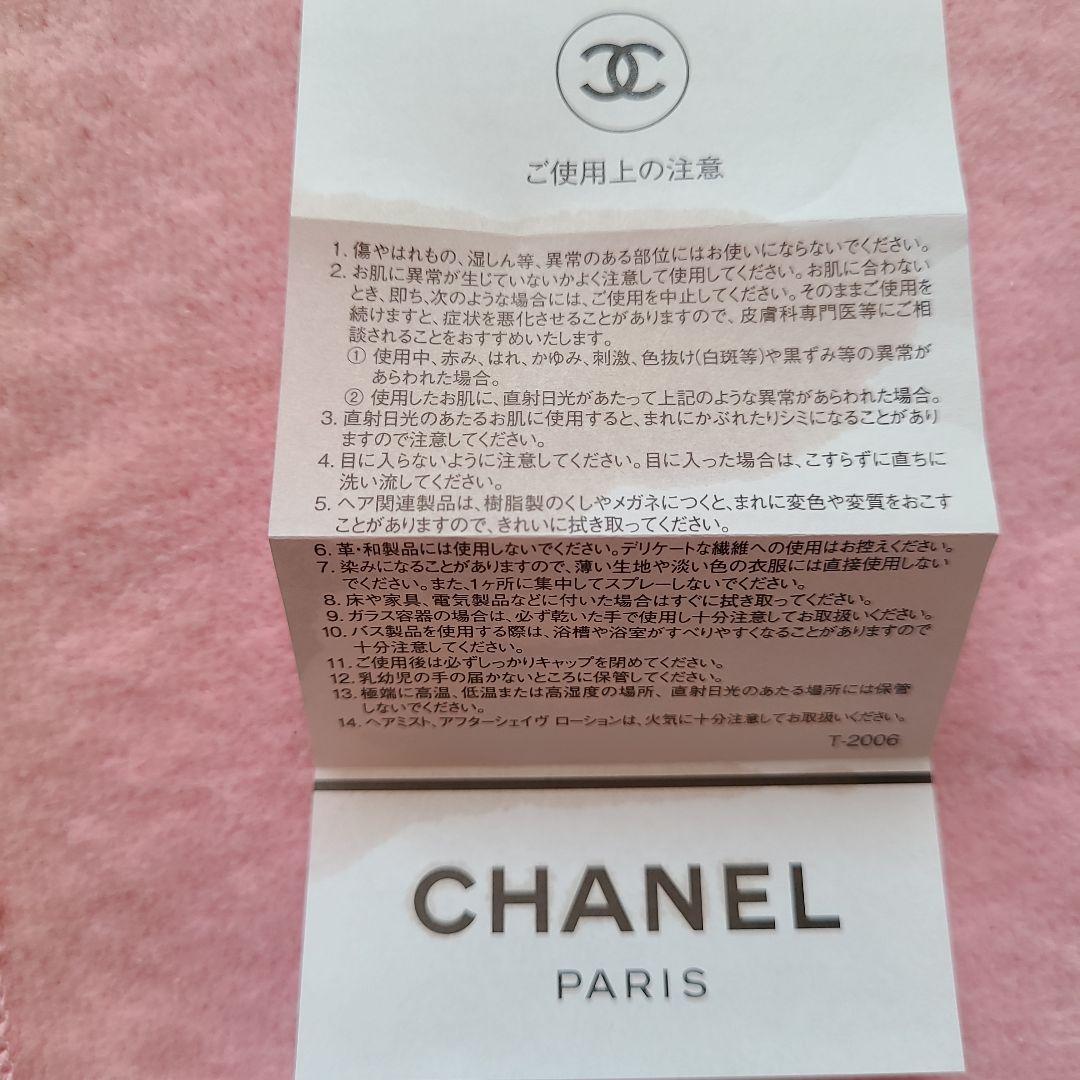 ご使用上の注意
1. 傷やはれもの、湿しん等、異常のある部位にはお使いにならないでください。
2. お肌に異常が生じていないかよく注意して使用してください。お肌に合わない
とき、即ち、次のような場合には、ご使用を中止してください。そのままご使用を
続けますと、症状を悪化させることがありますので、皮膚科専門医等にご相
談されることをおすすめいたします。
① 使用中、赤み、はれ、かゆみ、刺激、色抜け(白斑等)や黒ずみ等の異常が
あらわれた場合。
② 使用したお肌に、直射日光があたって上記のような異常があらわれた場合。
3. 直射日光のあたるお肌に使用すると、まれにかぶれたりシミになることがあり
ますので注意してください。
4. 目に入らないように注意してください。目に入った場合は、こすらずに直ちに
洗い流してください。
5. ヘア関連製品は、樹脂製のくしやメガネにつくと、まれに変色や変質をおこす
ことがありますので、きれいに拭き取ってください。
6. 革・和製品には使用しないでください。デリケートな繊維への使用はお控えください。
7. 染みになることがありますので、薄い生地や淡い色の衣服には直接使用しない
でください。また、1ヶ所に集中してスプレーしないでください。
8. 床や家具、電気製品などに付いた場合はすぐに拭き取ってください。
9. ガラス容器の場合は、必ず乾いた手で使用し十分注意してお取扱いください。
10. バス製品を使用する際は、浴槽や浴室がすべりやすくなることがありますので
十分注意してください。
11. ご使用後は必ずしっかりキャップを閉めてください。
12. 乳幼児の手の届かないところに保管してください。
13. 極端に高温、低温または高湿度の場所、直射日光のあたる場所には保管
しないでください。
14. ヘアミスト、アフターシェイヴ ローションは、火気に十分注意してお取扱いください。
T-2006
CHANEL
PARIS